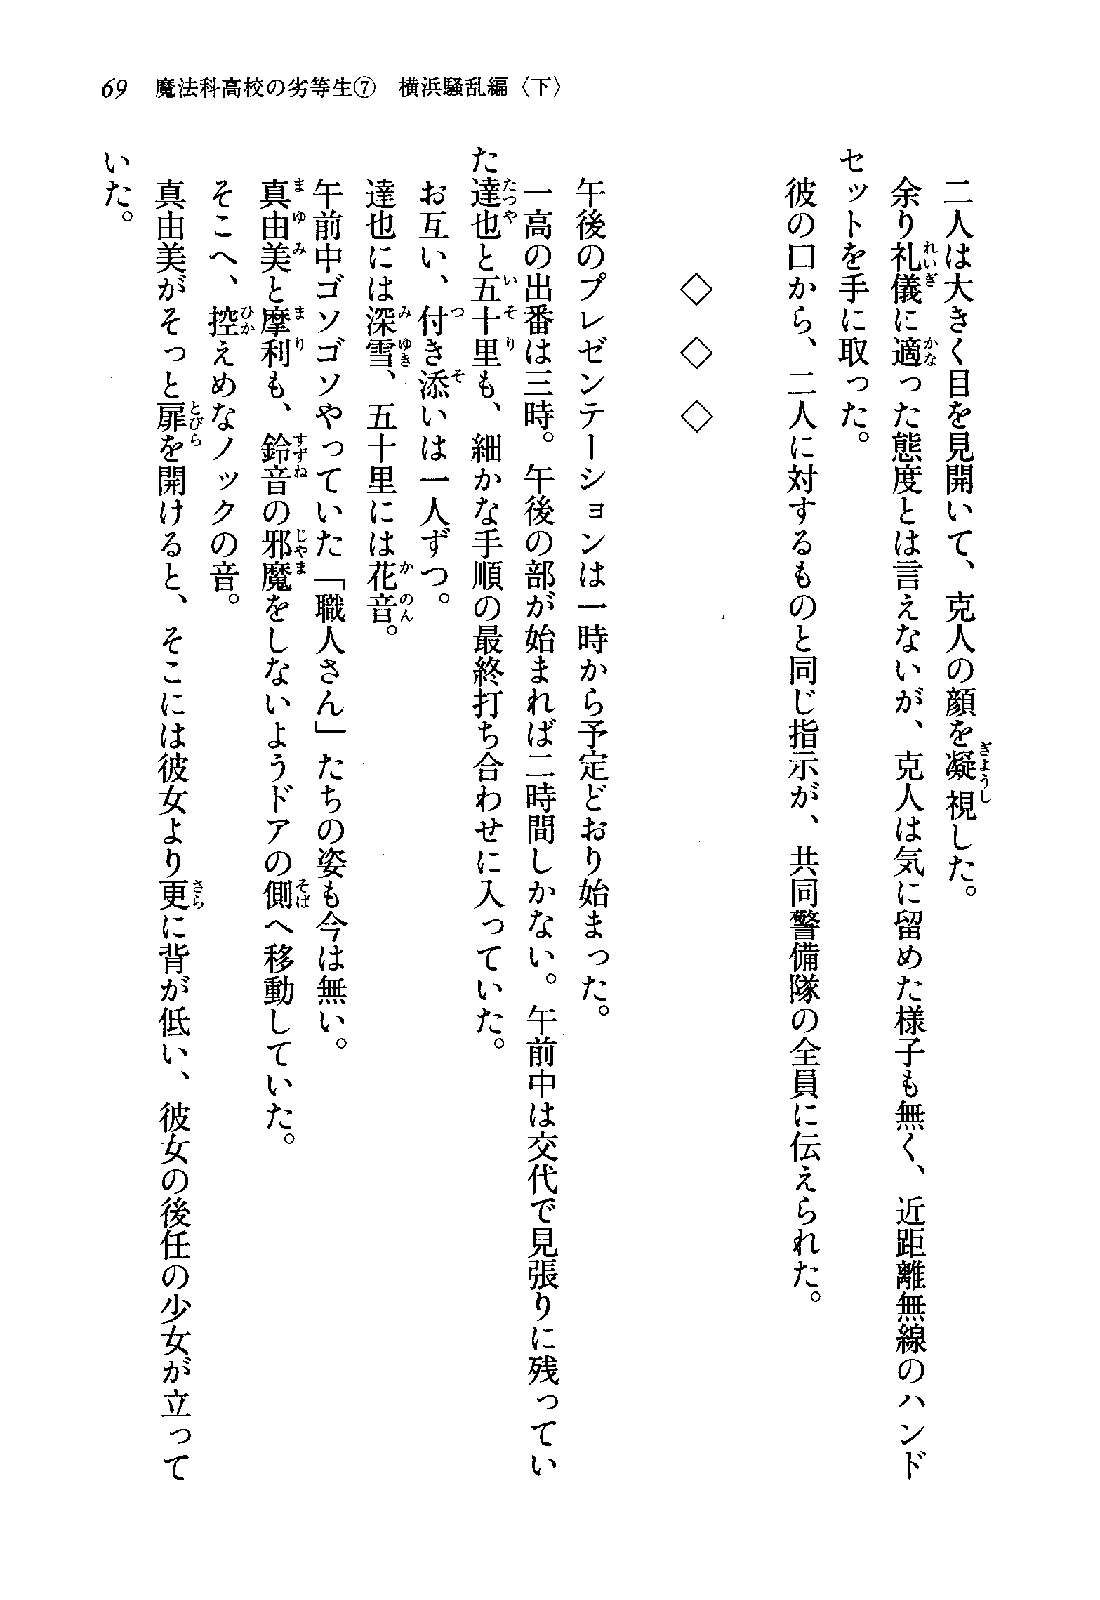 69 魔法科高校の劣等生⑦ 横浜騒乱編〈下〉
二人は大きく目を見開いて、克人の顔を凝視した。
余り礼儀に適った態度とは言えないが、克人は気に留めた様子も無く、近距離無線のハンド
セットを手に取った。
彼の口から、二人に対するものと同じ指示が、共同警備隊の全員に伝えられた。
◇ ◇ ◇
午後のプレゼンテーションは一時から予定どおり始まった。
一高の出番は三時。午後の部が始まれば二時間しかない。午前中は交代で見張りに残ってい
た達也と五十里も、細かな手順の最終打ち合わせに入っていた。
お互い、付き添いは一人ずつ。
達也には深雪、五十里には花音。
午前中ゴソゴソやっていた「職人さん」たちの姿も今は無い。
真由美と摩利も、鈴音の邪魔をしないようドアの側へ移動していた。
そこへ、控えめなノックの音。
真由美がそっと扉を開けると、そこには彼女より更に背が低い、彼女の後任の少女が立って
いた。